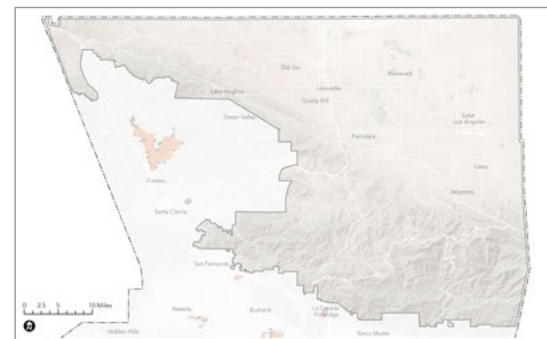 Del Sur
Roosevelt
Lake Hughes
Lancaster
Quartz Hill
Green Valley
Lake
Los Angeles
Palmdale
Llano
Castaic
Valyermo
Santa Clarita
San Fernando
0 2.5 5 10 Miles
Reseda
Burbank
La Cañada
Flintridge
Hidden Hills
Sierra Madre